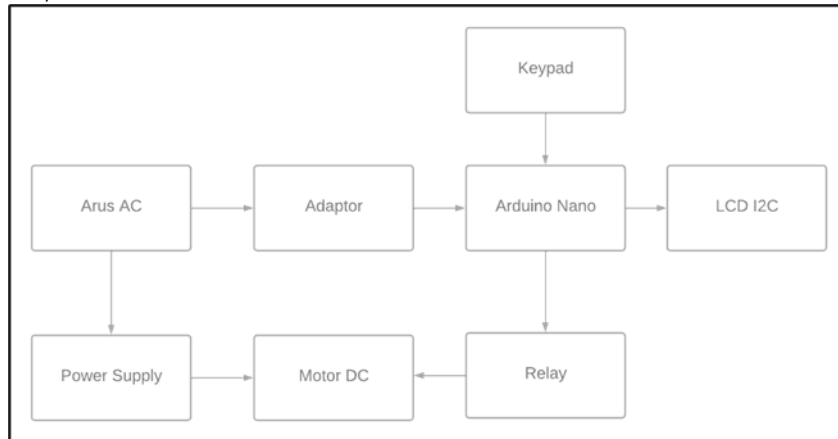 Keypad
Arus AC
Adaptor
Arduino Nano
LCD I2C
Power Supply
Motor DC
Relay